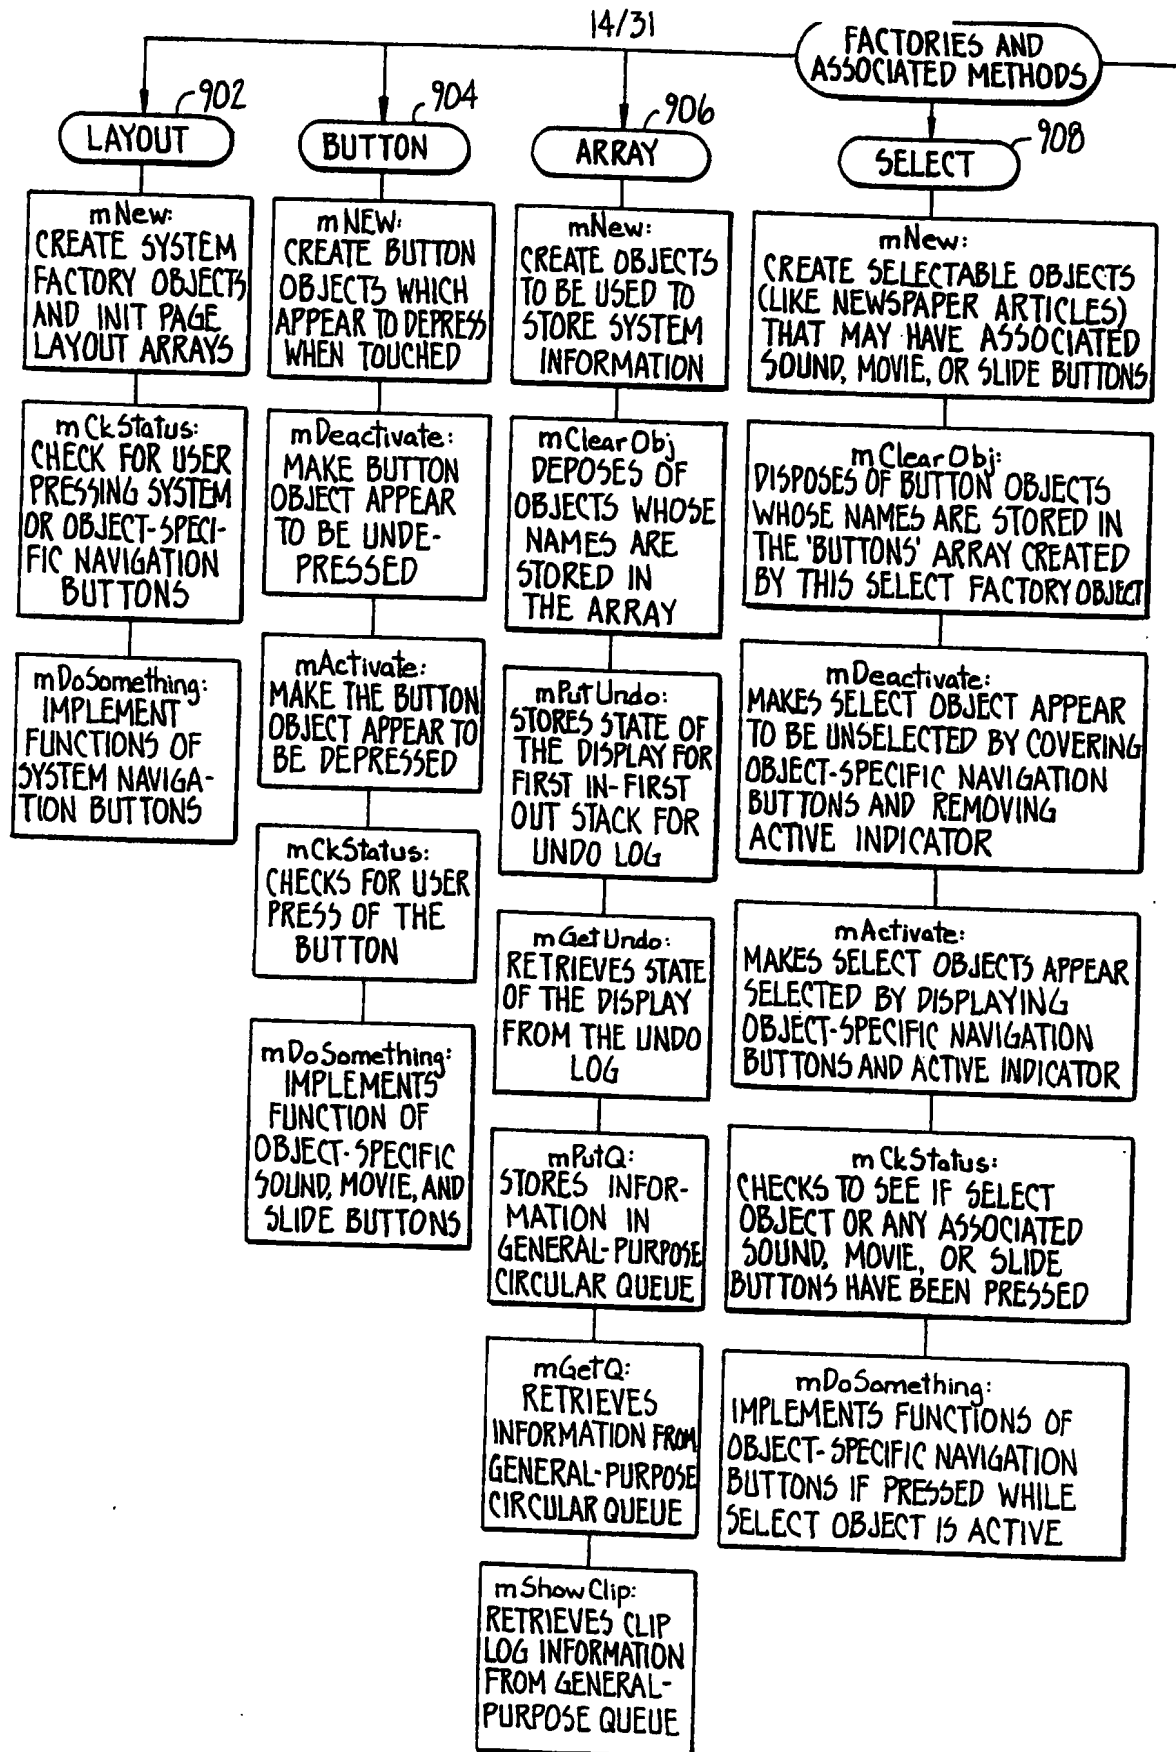 14/31
FACTORIES AND
ASSOCIATED METHODS
902
LAYOUT
mNew:
CREATE SYSTEM
FACTORY OBJECTS
AND INIT PAGE
LAYOUT ARRAYS
mCkStatus:
CHECK FOR USER
PRESSING SYSTEM
OR OBJECT-SPECI-
FIC NAVIGATION
BUTTONS
mDoSomething:
IMPLEMENT
FUNCTIONS OF
SYSTEM NAVIGA-
TION BUTTONS
904
BUTTON
mNEW:
CREATE BUTTON
OBJECTS WHICH
APPEAR TO DEPRESS
WHEN TOUCHED
mDeactivate:
MAKE BUTTON
OBJECT APPEAR
TO BE UNDE-
PRESSED
mActivate:
MAKE THE BUTTON
OBJECT APPEAR TO
BE DEPRESSED
mCkStatus:
CHECKS FOR USER
PRESS OF THE
BUTTON
mDoSomething:
IMPLEMENTS
FUNCTION OF
OBJECT-SPECIFIC
SOUND, MOVIE, AND
SLIDE BUTTONS
906
ARRAY
mNew:
CREATE OBJECTS
TO BE USED TO
STORE SYSTEM
INFORMATION
mClearObj
DEPOSES OF
OBJECTS WHOSE
NAMES ARE
STORED IN
THE ARRAY
mPutUndo:
STORES STATE OF
THE DISPLAY FOR
FIRST IN-FIRST
OUT STACK FOR
UNDO LOG
mGetUndo:
RETRIEVES STATE
OF THE DISPLAY
FROM THE UNDO
LOG
mPutQ:
STORES INFOR-
MATION IN
GENERAL-PURPOSE
CIRCULAR QUEUE
mGetQ:
RETRIEVES
INFORMATION FROM
GENERAL-PURPOSE
CIRCULAR QUEUE
mShowClip:
RETRIEVES CLIP
LOG INFORMATION
FROM GENERAL-
PURPOSE QUEUE
908
SELECT
mNew:
CREATE SELECTABLE OBJECTS
(LIKE NEWSPAPER ARTICLES)
THAT MAY HAVE ASSOCIATED
SOUND, MOVIE, OR SLIDE BUTTONS
mClearObj:
DISPOSES OF BUTTON OBJECTS
WHOSE NAMES ARE STORED IN
THE 'BUTTONS' ARRAY CREATED
BY THIS SELECT FACTORY OBJECT
mDeactivate:
MAKES SELECT OBJECT APPEAR
TO BE UNSELECTED BY COVERING
OBJECT-SPECIFIC NAVIGATION
BUTTONS AND REMOVING
ACTIVE INDICATOR
mActivate:
MAKES SELECT OBJECTS APPEAR
SELECTED BY DISPLAYING
OBJECT-SPECIFIC NAVIGATION
BUTTONS AND ACTIVE INDICATOR
mCkStatus:
CHECKS TO SEE IF SELECT
OBJECT OR ANY ASSOCIATED
SOUND, MOVIE, OR SLIDE
BUTTONS HAVE BEEN PRESSED
mDoSomething:
IMPLEMENTS FUNCTIONS OF
OBJECT-SPECIFIC NAVIGATION
BUTTONS IF PRESSED WHILE
SELECT OBJECT IS ACTIVE